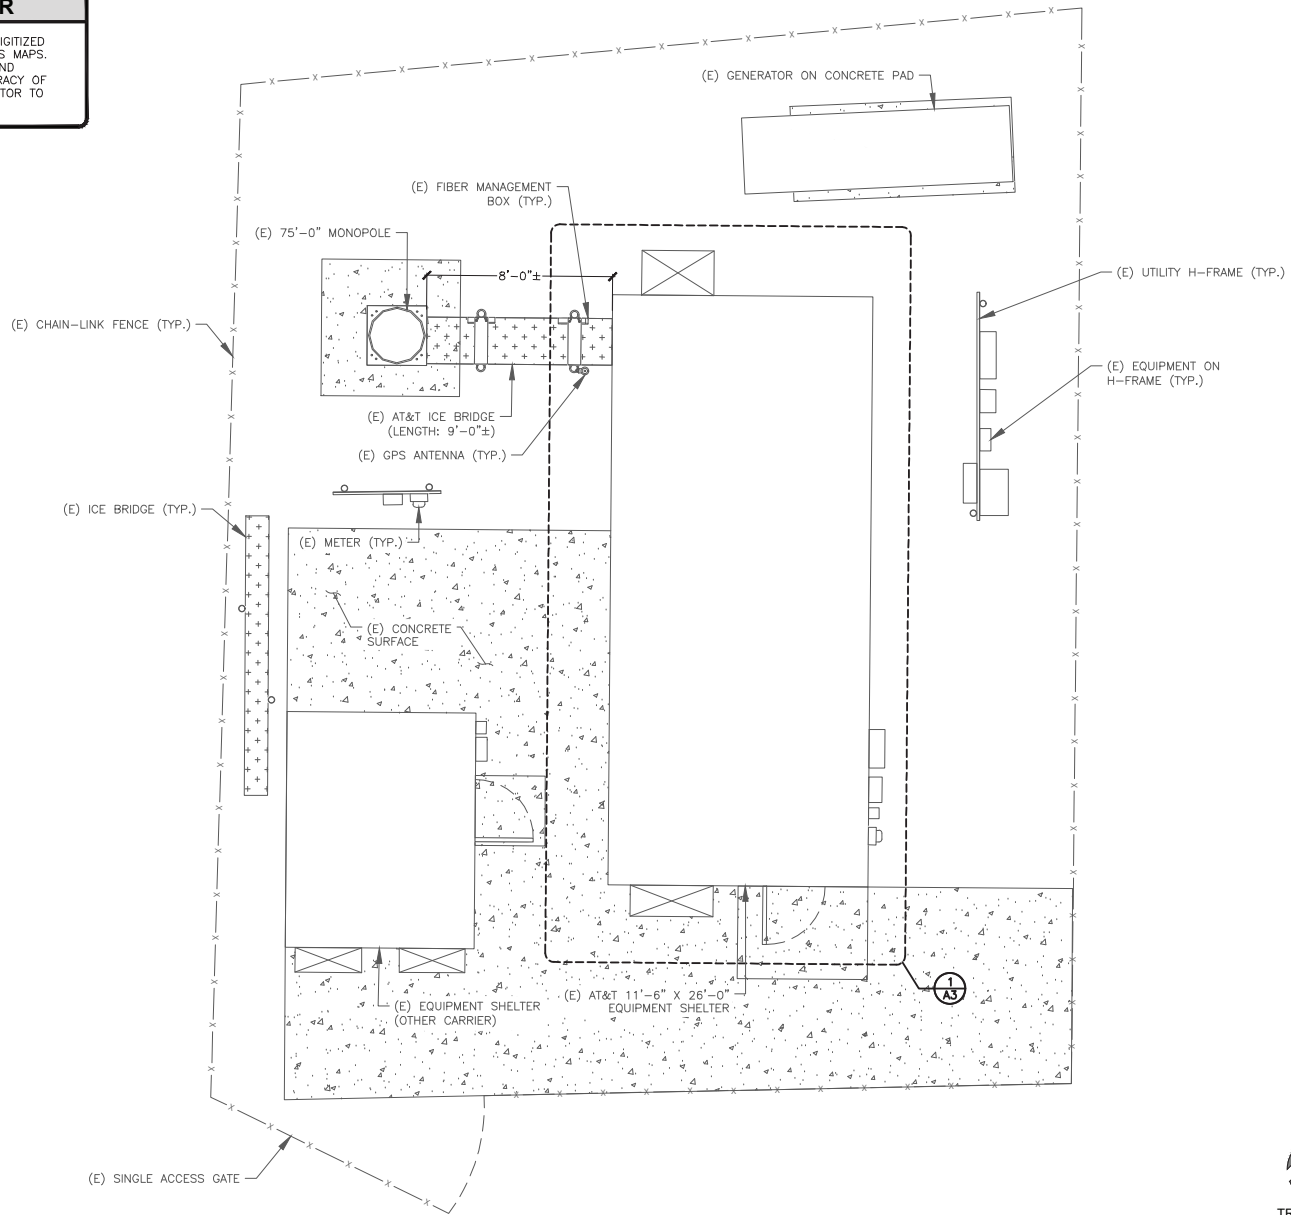 IGITIZED
S MAPS.
ND
RACY OF
TOR TO
(E) GENERATOR ON CONCRETE PAD
(E) FIBER MANAGEMENT
BOX (TYP.)
(E) 75'-0" MONOPOLE
8'-0"±
(E) UTILITY H-FRAME (TYP.)
(E) CHAIN-LINK FENCE (TYP.)
(E) EQUIPMENT ON
H-FRAME (TYP.)
(E) AT&T ICE BRIDGE
(LENGTH: 9'-0"±)
(E) GPS ANTENNA (TYP.)
(E) ICE BRIDGE (TYP.)
(E) METER (TYP.)
(E) CONCRETE
SURFACE
(E) AT&T 11'-6" X 26'-0"
EQUIPMENT SHELTER
1
A3
(E) EQUIPMENT SHELTER
(OTHER CARRIER)
(E) SINGLE ACCESS GATE